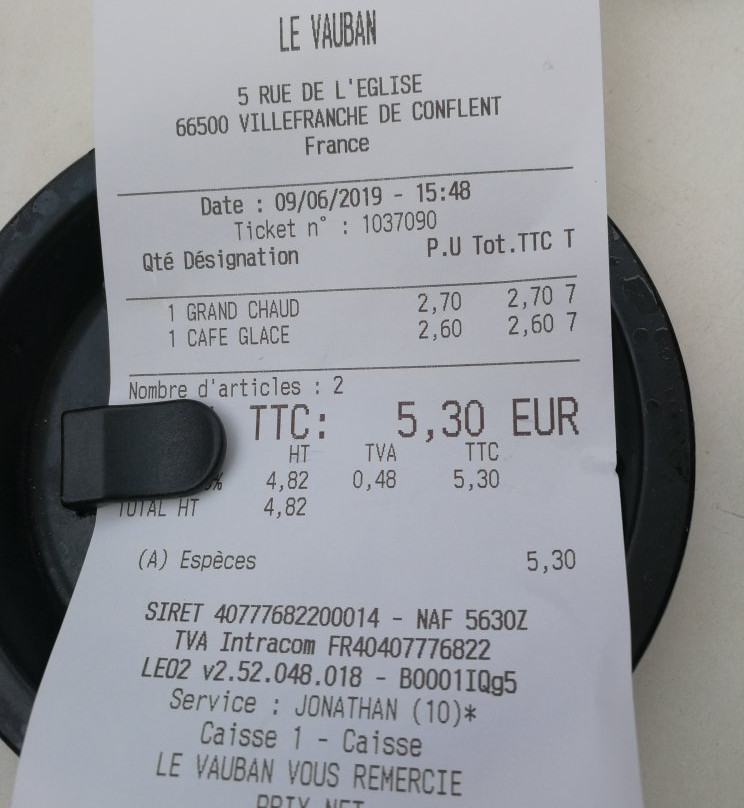 LE VAUBAN
5 RUE DE L'EGLISE
66500 VILLEFRANCHE DE CONFLENT
France
Date : 09/06/2019 - 15:48
Ticket n° : 1037090
Qté Désignation P.U Tot.TTC T
1 GRAND CHAUD 2,70 2,70 7
1 CAFE GLACE 2,60 2,60 7
Nombre d'articles : 2
TTC: 5,30 EUR
HT TVA TTC
% 4,82 0,48 5,30
TOTAL HT 4,82
(A) Espèces 5,30
SIRET 40777682200014 - NAF 5630Z
TVA Intracom FR40407776822
LEO2 v2.52.048.018 - B0001IQg5
Service : JONATHAN (10)*
Caisse 1 - Caisse
LE VAUBAN VOUS REMERCIE
PRIX NET